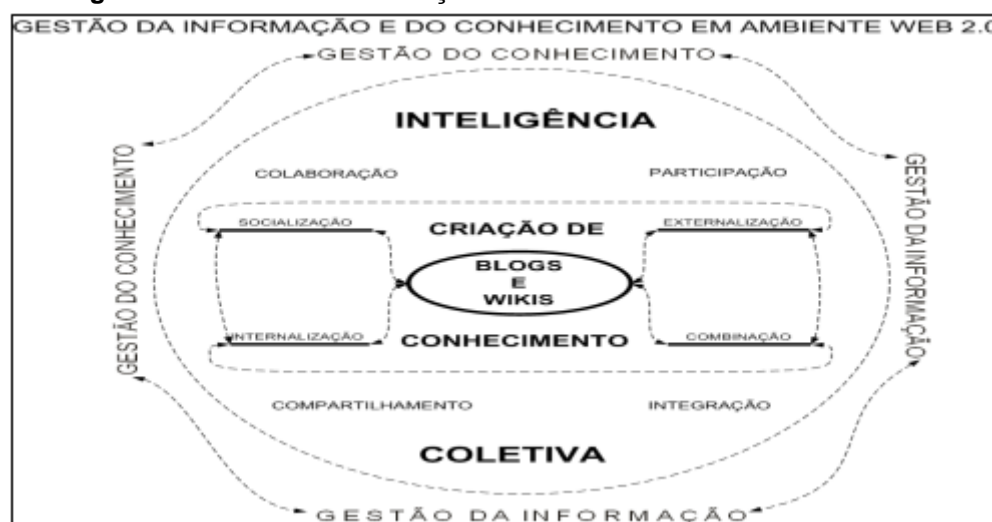 GESTÃO DA INFORMAÇÃO E DO CONHECIMENTO EM AMBIENTE WEB 2.0
GESTÃO DO CONHECIMENTO
INTELIGÊNCIA
COLABORAÇÃO
PARTICIPAÇÃO
GESTÃO DO CONHECIMENTO
GESTÃO DA INFORMAÇÃO
SOCIALIZAÇÃO
CRIAÇÃO DE
EXTERNALIZAÇÃO
BLOGS
E
WIKIS
INTERNALIZAÇÃO
CONHECIMENTO
COMBINAÇÃO
COMPARTILHAMENTO
INTEGRAÇÃO
COLETIVA
GESTÃO DA INFORMAÇÃO